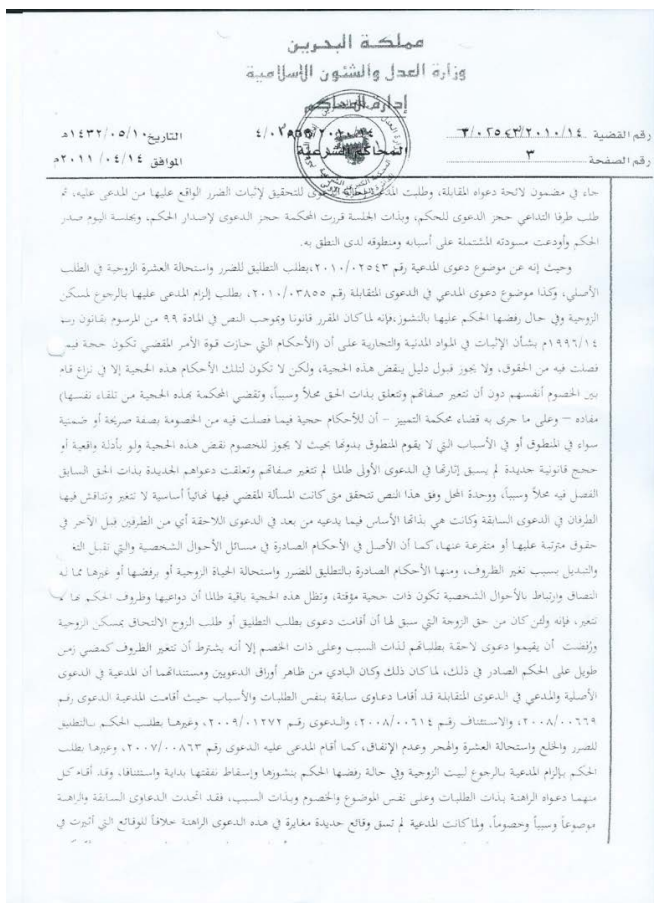 مملكة البحرين
وزارة العدل والشئون الإسلامية
إدارة المحاكم
رقم القضية ٣/٠٢٥٤٣/٢٠١٠/١٤
التاريخ ١٤٣٢/٠٥/١٠هـ
رقم الصفحة ٣
المحاكم الشرعية
الموافق ٢٠١١/٠٤/١٤م
جاء في مضمون لائحة دعواه المقابلة، وطلبت للتحقيق لإثبات الضرر الواقع عليها من المدعى عليه، ثم
طلب طرفا التداعي حجز الدعوى للحكم، وبذات الجلسة قررت المحكمة حجز الدعوى لإصدار الحكم، وبجلسة اليوم صدر
الحكم وأودعت مسودته المشتملة على أسبابه ومنطوقه لدى النطق به.
وحيث إنه عن موضوع دعوى المدعية رقم ٢٠١٠/٠٢٥٤٣، بطلب التطليق للضرر واستحالة العشرة الزوجية في الطلب
الأصلي، وكذا موضوع دعوى المدعي في الدعوى المتقابلة رقم ٢٠١٠/٠٣٨٥٥، بطلب إلزام المدعى عليها بالرجوع لمسكن
الزوجية وفي حال رفضها الحكم عليها بالنشوز، فإنه لما كان المقرر قانونا وبموجب النص في المادة ٩٩ من المرسوم بقانون رقم
١٩٩٦/١٤م بشأن الإثبات في المواد المدنية والتجارية على أن (الأحكام التي حازت قوة الأمر المقضي تكون حجة فيما
فصلت فيه من الحقوق، ولا يجوز قبول دليل ينقض هذه الحجية، ولكن لا تكون لتلك الأحكام هذه الحجية إلا في نزاع قام
بين الخصوم أنفسهم دون أن تتغير صفاتهم وتتعلق بذات الحق محلاً وسبباً، وتقضي المحكمة بهذه الحجية من تلقاء نفسها)
مفاده – وعلى ما جرى به قضاء محكمة التمييز – أن للأحكام حجية فيما فصلت فيه من الخصومة بصفة صريحة أو ضمنية
سواء في المنطوق أو في الأسباب التي لا يقوم المنطوق بدونها بحيث لا يجوز للخصوم نقض هذه الحجية ولو بأدلة واقعية أو
حجج قانونية جديدة لم يسبق إثارتها في الدعوى الأولى طالما لم تتغير صفاتهم وتعلقت دعواهم الجديدة بذات الحق السابق
الفصل فيه محلاً وسبباً، ووحدة المحل وفق هذا النص تتحقق متى كانت المسألة المقضي فيها نهائياً أساسية لا تتغير وتناقش فيها
الطرفان في الدعوى السابقة وكانت هي بذاتها الأساس فيما يدعيه من بعد في الدعوى اللاحقة أي من الطرفين قبل الآخر في
حقوق مترتبة عليها أو متفرعة عنها، كما أن الأصل في الأحكام الصادرة في مسائل الأحوال الشخصية والتي تقبل
والتبديل بسبب تغير الظروف، ومنها الأحكام الصادرة بالتطليق للضرر واستحالة الحياة الزوجية أو برفضها أو غيرها مما له
التصاق وارتباط بالأحوال الشخصية تكون ذات حجية مؤقتة، وتظل هذه الحجية باقية طالما أن دواعيها وظروف الحكم بها لم
تتغير، فإنه ولئن كان من حق الزوجة التي سبق لها أن أقامت دعوى بطلب التطليق أو طلب الزوج الالتحاق بمسكن الزوجية
ورُفضت أن يقيموا دعوى لاحقة بطلباتهم لذات السبب وعلى ذات الخصم إلا أنه يشترط أن تتغير الظروف كمضي زمن
طويل على الحكم الصادر في ذلك، لما كان ذلك وكان البادي من ظاهر أوراق الدعويين ومستنداتهما أن المدعية في الدعوى
الأصلية والمدعي في الدعوى المتقابلة قد أقاما دعاوى سابقة بنفس الطلبات والأسباب حيث أقامت المدعية الدعوى رقم
٢٠٠٨/٠٠٦٦٩، والاستئناف رقم ٢٠٠٨/٠٠٦١٤، والدعوى رقم ٢٠٠٩/٠١٢٧٢، وغيرها بطلب الحكم بالتطليق
للضرر والخلع واستحالة العشرة والهجر وعدم الإنفاق، كما أقام المدعى عليه الدعوى رقم ٢٠٠٧/٠٠٨٦٣، وغيرها بطلب
الحكم بإلزام المدعية بالرجوع لبيت الزوجية وفي حالة رفضها الحكم بنشوزها وإسقاط نفقتها بداية واستئنافا. وقد أقام كل
منهما دعواه الراهنة بذات الطلبات وعلى نفس الموضوع والخصوم وبذات السبب، فقد اتحدت الدعاوى السابقة والراهنة
موضوعاً وسبباً وخصوماً. ولما كانت المدعية لم تسق وقائع جديدة مغايرة في هذه الدعوى الراهنة خلافاً للوقائع التي أثيرت في